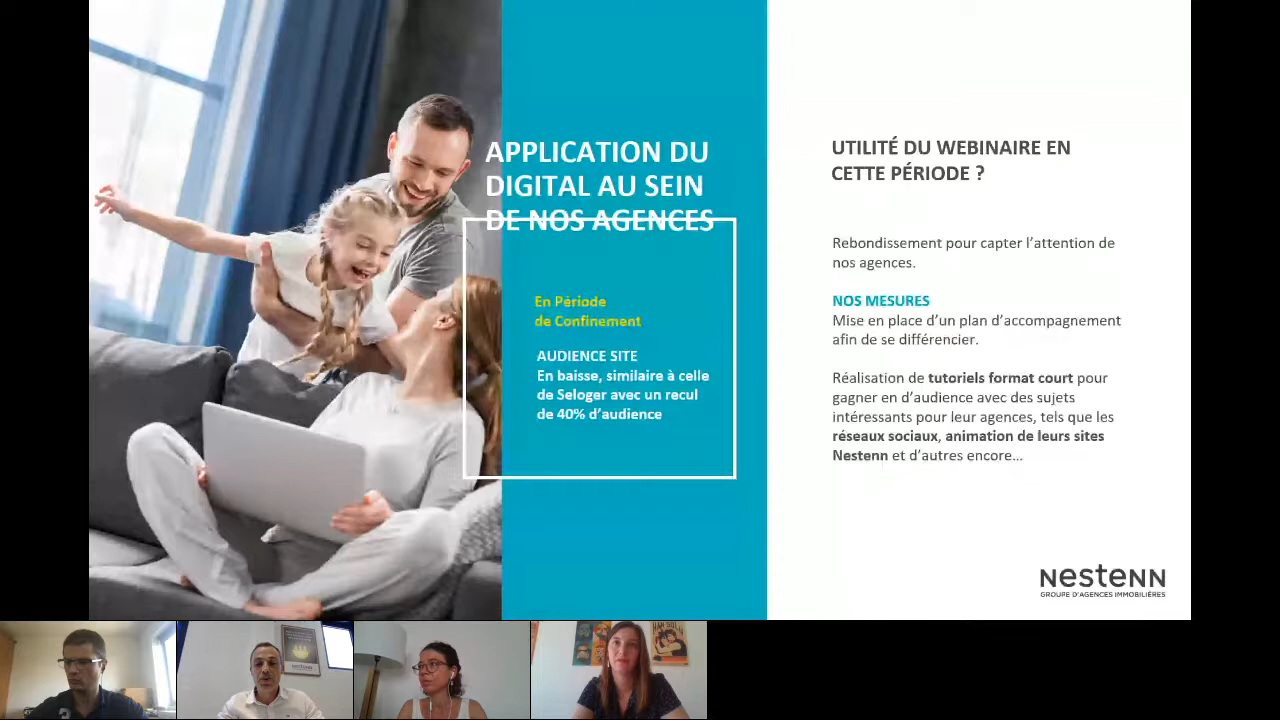 APPLICATION DU
DIGITAL AU SEIN
DE NOS AGENCES
En Période
de Confinement
AUDIENCE SITE
En baisse, similaire à celle
de Seloger avec un recul
de 40% d’audience
UTILITÉ DU WEBINAIRE EN
CETTE PÉRIODE ?
Rebondissement pour capter l’attention de
nos agences.
NOS MESURES
Mise en place d’un plan d’accompagnement
afin de se différencier.
Réalisation de tutoriels format court pour
gagner en d’audience avec des sujets
intéressants pour leur agences, tels que les
réseaux sociaux, animation de leurs sites
Nestenn et d’autres encore...
Nestenn
GROUPE D’AGENCES IMMOBILIÈRES
nestenn
HAN SOLO